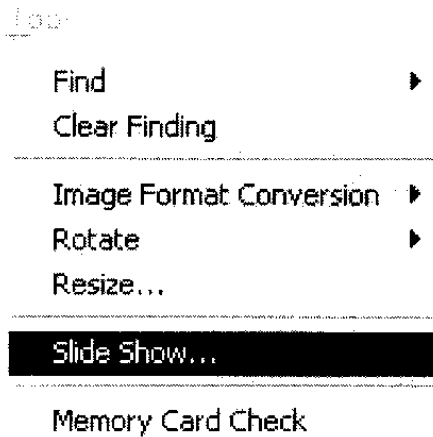 Find
Clear Finding
Image Format Conversion
Rotate
Resize...
Slide Show...
Memory Card Check